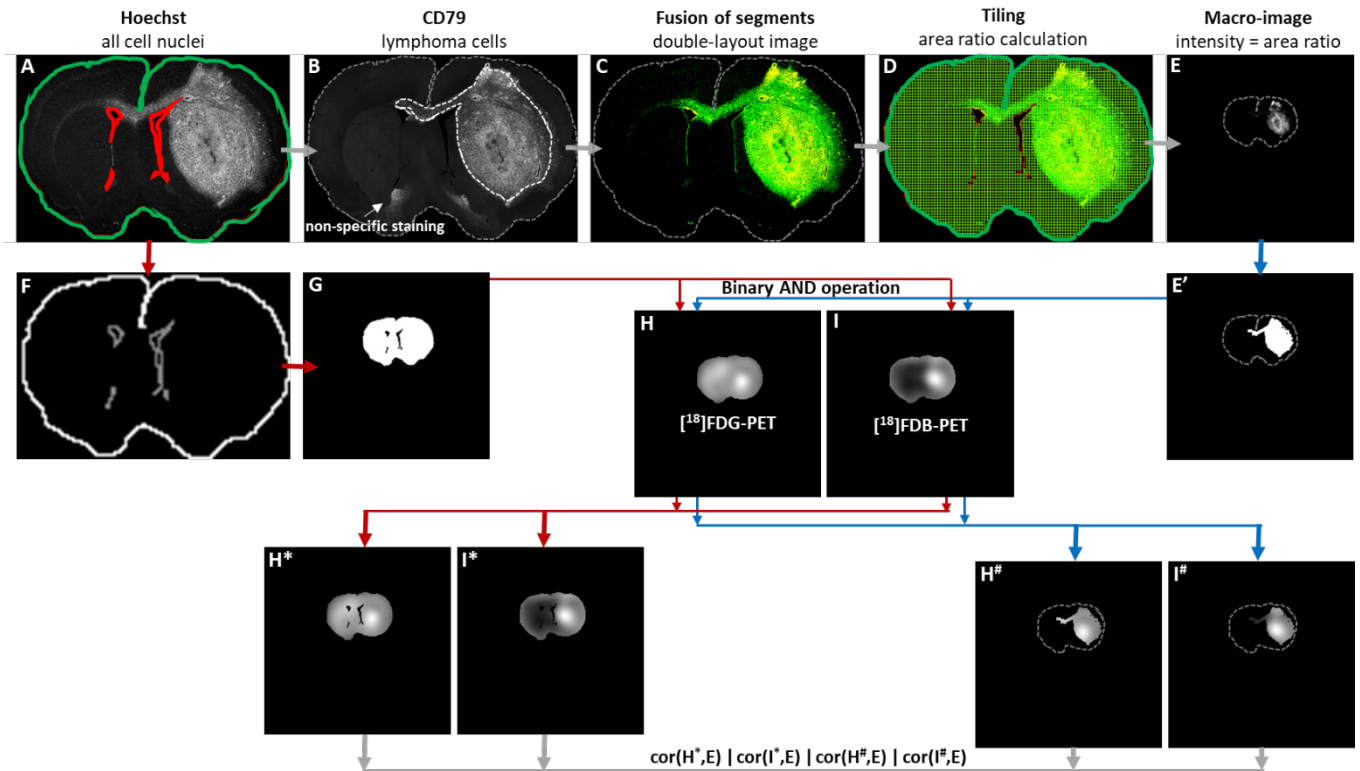 Hoechst
all cell nuclei
CD79
lymphoma cells
Fusion of segments
double-layout image
Tiling
area ratio calculation
Macro-image
intensity = area ratio
A
B
C
D
E
non-specific staining
F
G
Binary AND operation
H
I
E’
[¹⁸]FDG-PET
[¹⁸]FDB-PET
H*
I*
H#
I#
cor(H*,E) | cor(I*,E) | cor(H#,E) | cor(I#,E)